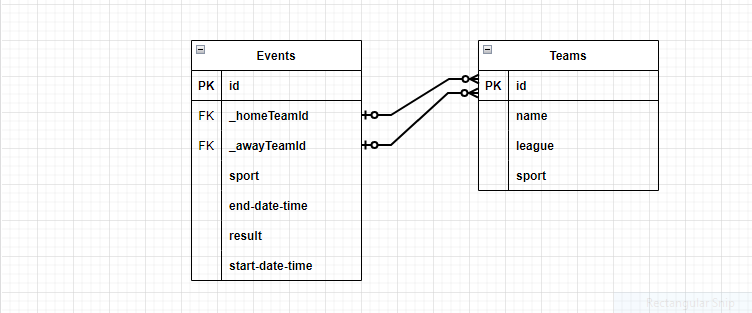 Events
PK id
FK _homeTeamId
FK _awayTeamId
sport
end-date-time
result
start-date-time
Teams
PK id
name
league
sport
Rectangular Snip